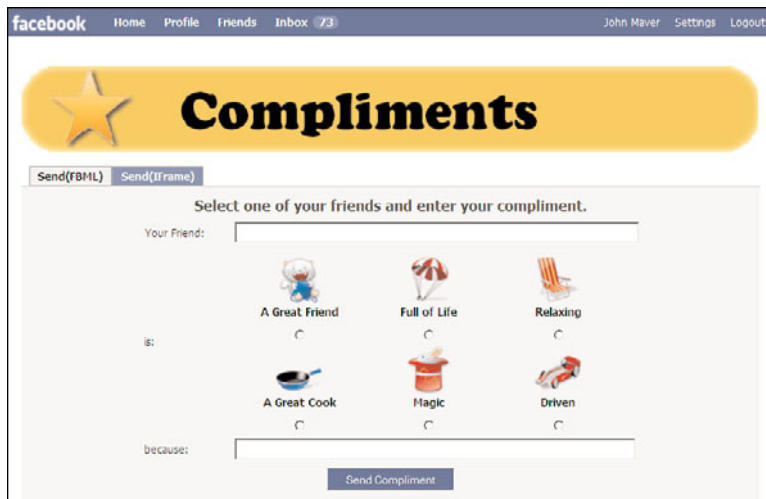 facebook Home Profile Friends Inbox 73 John Maver Settings Logout
Compliments
Send(FBML) Send(IFrame)
Select one of your friends and enter your compliment.
Your Friend:
A Great Friend Full of Life Relaxing
is:
A Great Cook Magic Driven
because:
Send Compliment